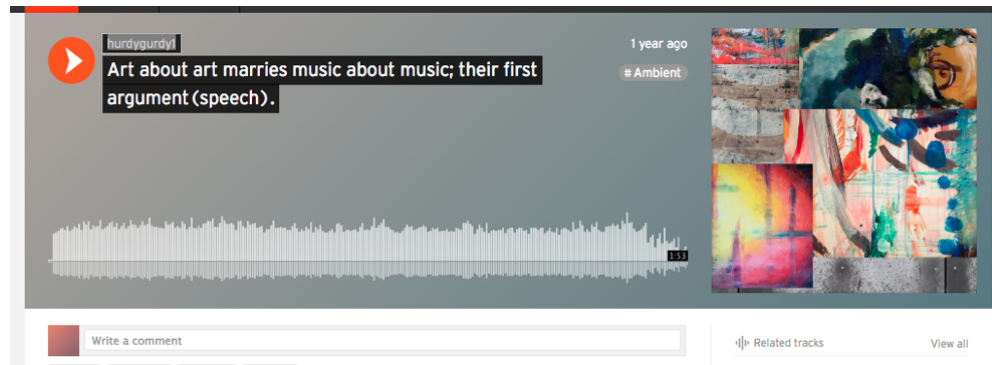 hurdygurdy1
1 year ago
Art about art marries music about music; their first
argument (speech).
# Ambient
1:53
Write a comment
Related tracks
View all